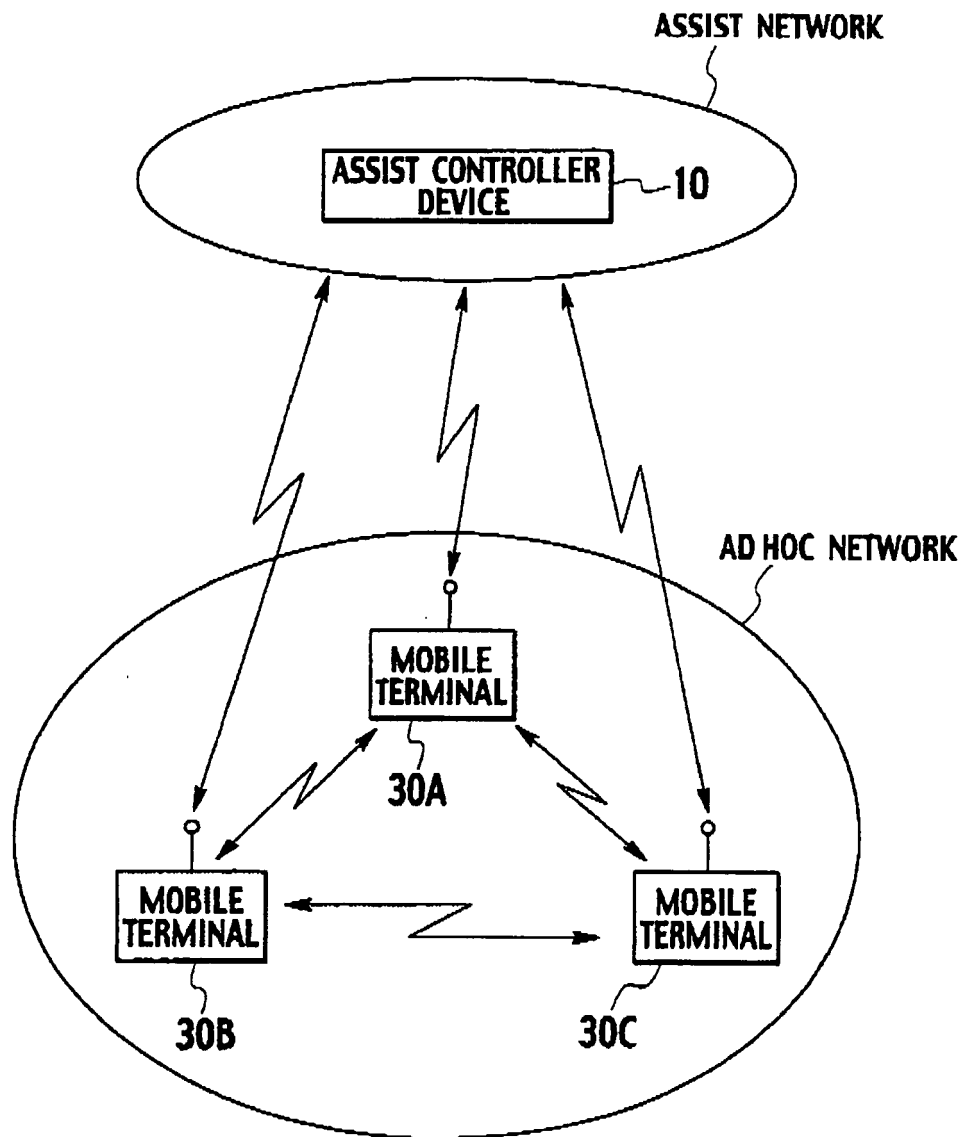 ASSIST NETWORK
ASSIST CONTROLLER
DEVICE
10
AD HOC NETWORK
MOBILE
TERMINAL
30A
MOBILE
TERMINAL
30B
MOBILE
TERMINAL
30C